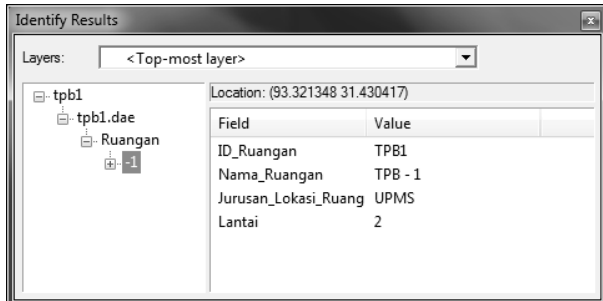 Identify Results
Layers: <Top-most layer>
tpb1
tpb1.dae
Ruangan
-1
Location: (93.321348 31.430417)
Field Value
ID_Ruangan TPB1
Nama_Ruangan TPB - 1
Jurusan_Lokasi_Ruang UPMS
Lantai 2